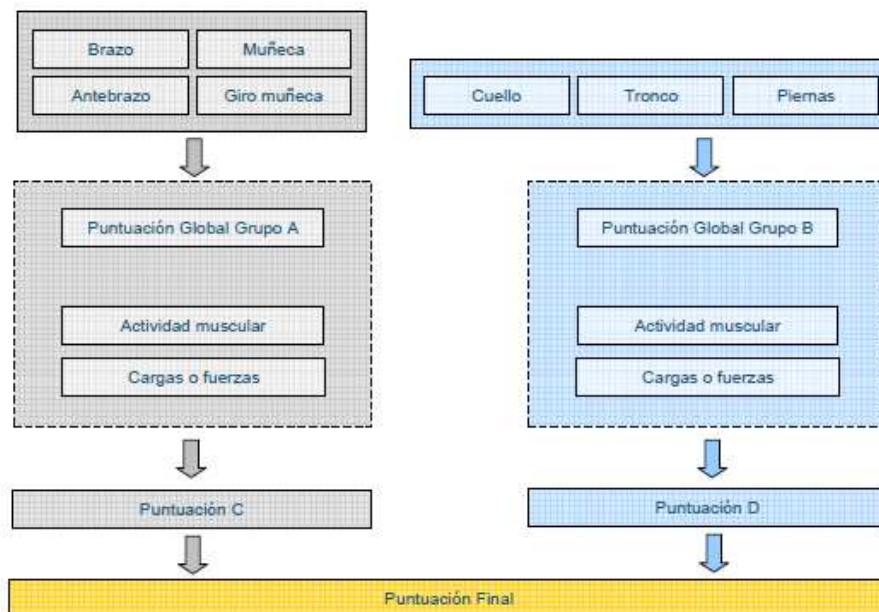 Brazo
Muñeca
Antebrazo
Giro muñeca
Cuello
Tronco
Piernas
Puntuación Global Grupo A
Actividad muscular
Cargas o fuerzas
Puntuación Global Grupo B
Actividad muscular
Cargas o fuerzas
Puntuación C
Puntuación D
Puntuación Final